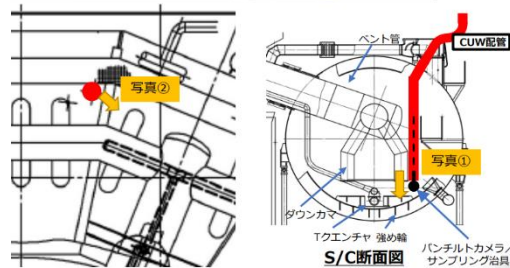 写真②
ベント管
CUW配管
写真①
ダウンカマ
Tクエンチャ
強め輪
S/C断面図
パンチルトカメラ/
サンプリング治具